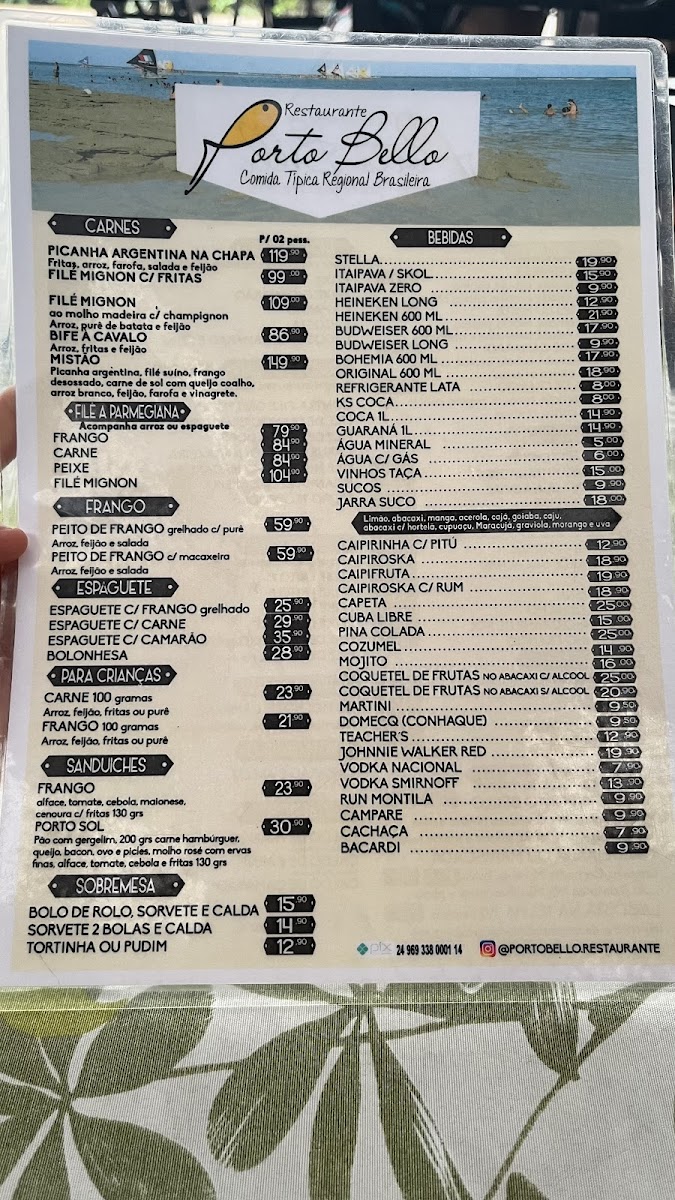 Restaurante
Porto Bello
Comida Típica Regional Brasileira
CARNES
P/ 02 pess.
PICANHA ARGENTINA NA CHAPA 119,90
Fritas, arroz, farofa, salada e feijão
FILÉ MIGNON C/ FRITAS 99,00
FILÉ MIGNON 109,00
ao molho madeira c/ champignon
Arroz, purê de batata e feijão
BIFE À CAVALO 86,90
Arroz, fritas e feijão
MISTÃO 149,90
Picanha argentina, filé suíno, frango
desossado, carne de sol com queijo coalho,
arroz branco, feijão, farofa e vinagrete.
FILÉ A PARMEGIANA
Acompanha arroz ou espaguete
FRANGO 79,90
CARNE 84,90
PEIXE 84,90
FILÉ MIGNON 104,90
FRANGO
PEITO DE FRANGO grelhado c/ purê 59,90
Arroz, feijão e salada
PEITO DE FRANGO c/ macaxeira 59,90
Arroz, feijão e salada
ESPAGUETE
ESPAGUETE C/ FRANGO grelhado 25,90
ESPAGUETE C/ CARNE 29,90
ESPAGUETE C/ CAMARÃO 35,90
BOLONHESA 28,90
PARA CRIANÇAS
CARNE 100 gramas 23,90
Arroz, feijão, fritas ou purê
FRANGO 100 gramas 21,90
Arroz, feijão, fritas ou purê
SANDUICHES
FRANGO 23,90
alface, tomate, cebola, maionese,
cenoura c/ fritas 130 grs
PORTO SOL 30,90
Pão com gergelim, 200 grs carne hambúrguer,
queijo, bacon, ovo e picles, molho rosé com ervas
finas, alface, tomate, cebola e fritas 130 grs
SOBREMESA
BOLO DE ROLO, SORVETE E CALDA 15,90
SORVETE 2 BOLAS E CALDA 14,90
TORTINHA OU PUDIM 12,90
BEBIDAS
STELLA 19,90
ITAIPAVA / SKOL 15,90
ITAIPAVA ZERO 9,90
HEINEKEN LONG 12,90
HEINEKEN 600 ML 21,90
BUDWEISER 600 ML 17,90
BUDWEISER LONG 9,90
BOHEMIA 600 ML 17,90
ORIGINAL 600 ML 18,90
REFRIGERANTE LATA 8,00
KS COCA 8,00
COCA 1L 14,90
GUARANÁ 1L 14,90
ÁGUA MINERAL 5,00
ÁGUA C/ GÁS 6,00
VINHOS TAÇA 15,00
SUCOS 9,90
JARRA SUCO 18,00
Limão, abacaxi, manga, acerola, cajá, goiaba, caju,
abacaxi c/ hortelã, cupuaçu, Maracujá, graviola, morango e uva
CAIPIRINHA C/ PITÚ 12,90
CAIPIROSKA 18,90
CAIPIFRUTA 19,90
CAIPIROSKA C/ RUM 18,90
CAPETA 25,00
CUBA LIBRE 15,00
PINA COLADA 25,00
COZUMEL 14,90
MOJITO 16,00
COQUETEL DE FRUTAS NO ABACAXI C/ ALCOOL 25,00
COQUETEL DE FRUTAS NO ABACAXI S/ ALCOOL 20,90
MARTINI 9,50
DOMECQ (CONHAQUE) 9,50
TEACHER'S 12,90
JOHNNIE WALKER RED 19,90
VODKA NACIONAL 7,90
VODKA SMIRNOFF 13,90
RUN MONTILA 9,90
CAMPARE 9,90
CACHAÇA 7,90
BACARDI 9,90
pix 24 969 338 0001 14 @PORTOBELLO.RESTAURANTE